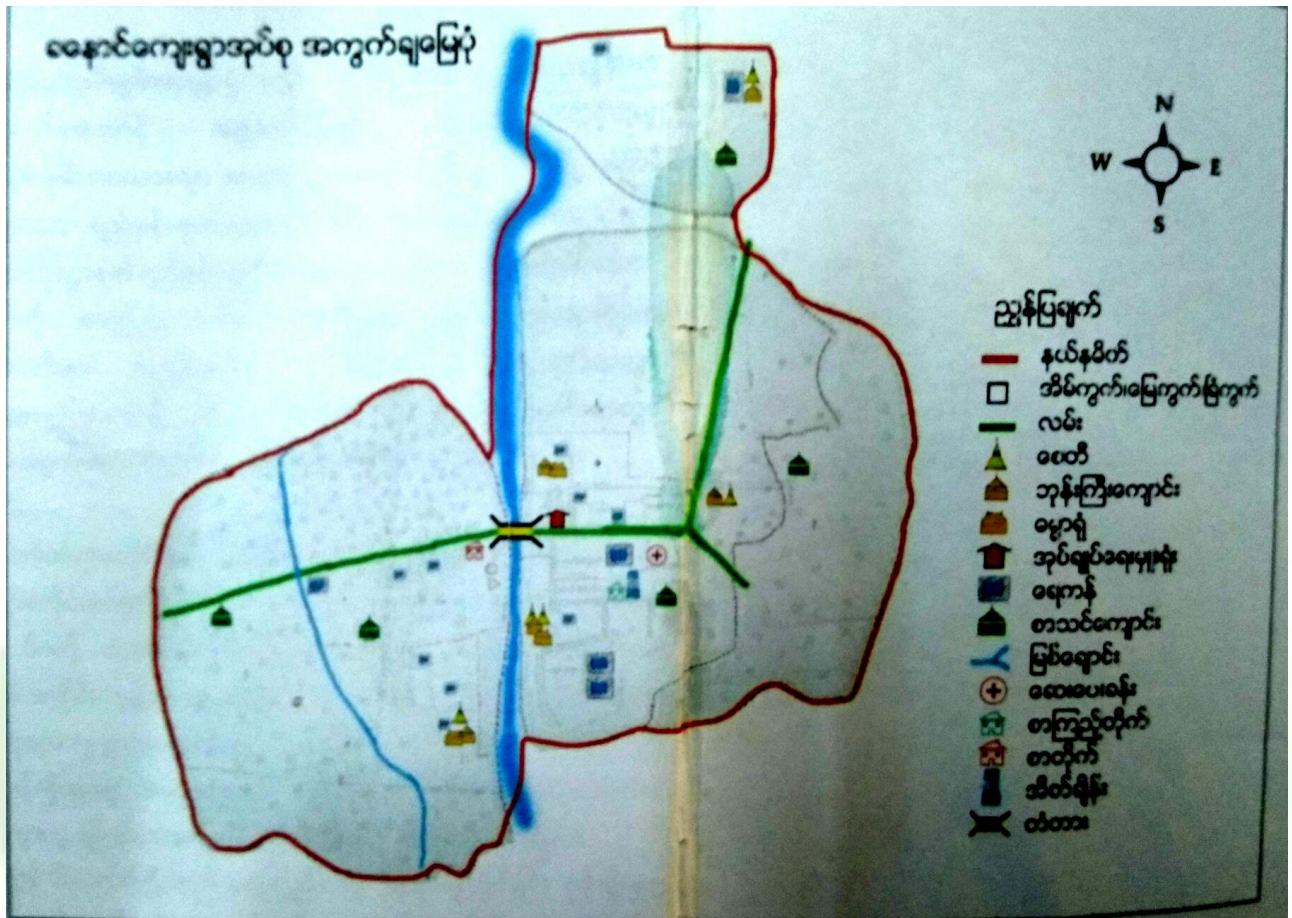 ခနောင်ကျေးရွာအုပ်စု အကွက်ချမြေပုံ
N
W E
S
ညွှန်ပြချက်
နယ်နမိတ်
အိမ်ကွက်၊မြေကွက်၊ခြံကွက်
လမ်း
စေတီ
ဘုန်းကြီးကျောင်း
ဓမ္မာရုံ
အုပ်ချုပ်ရေးမှူးရုံး
ရေကန်
စာသင်ကျောင်း
မြစ်ချောင်း
ဆေးပေးခန်း
စာကြည့်တိုက်
စာတိုက်
အိတ်ချိန်း
တံတား